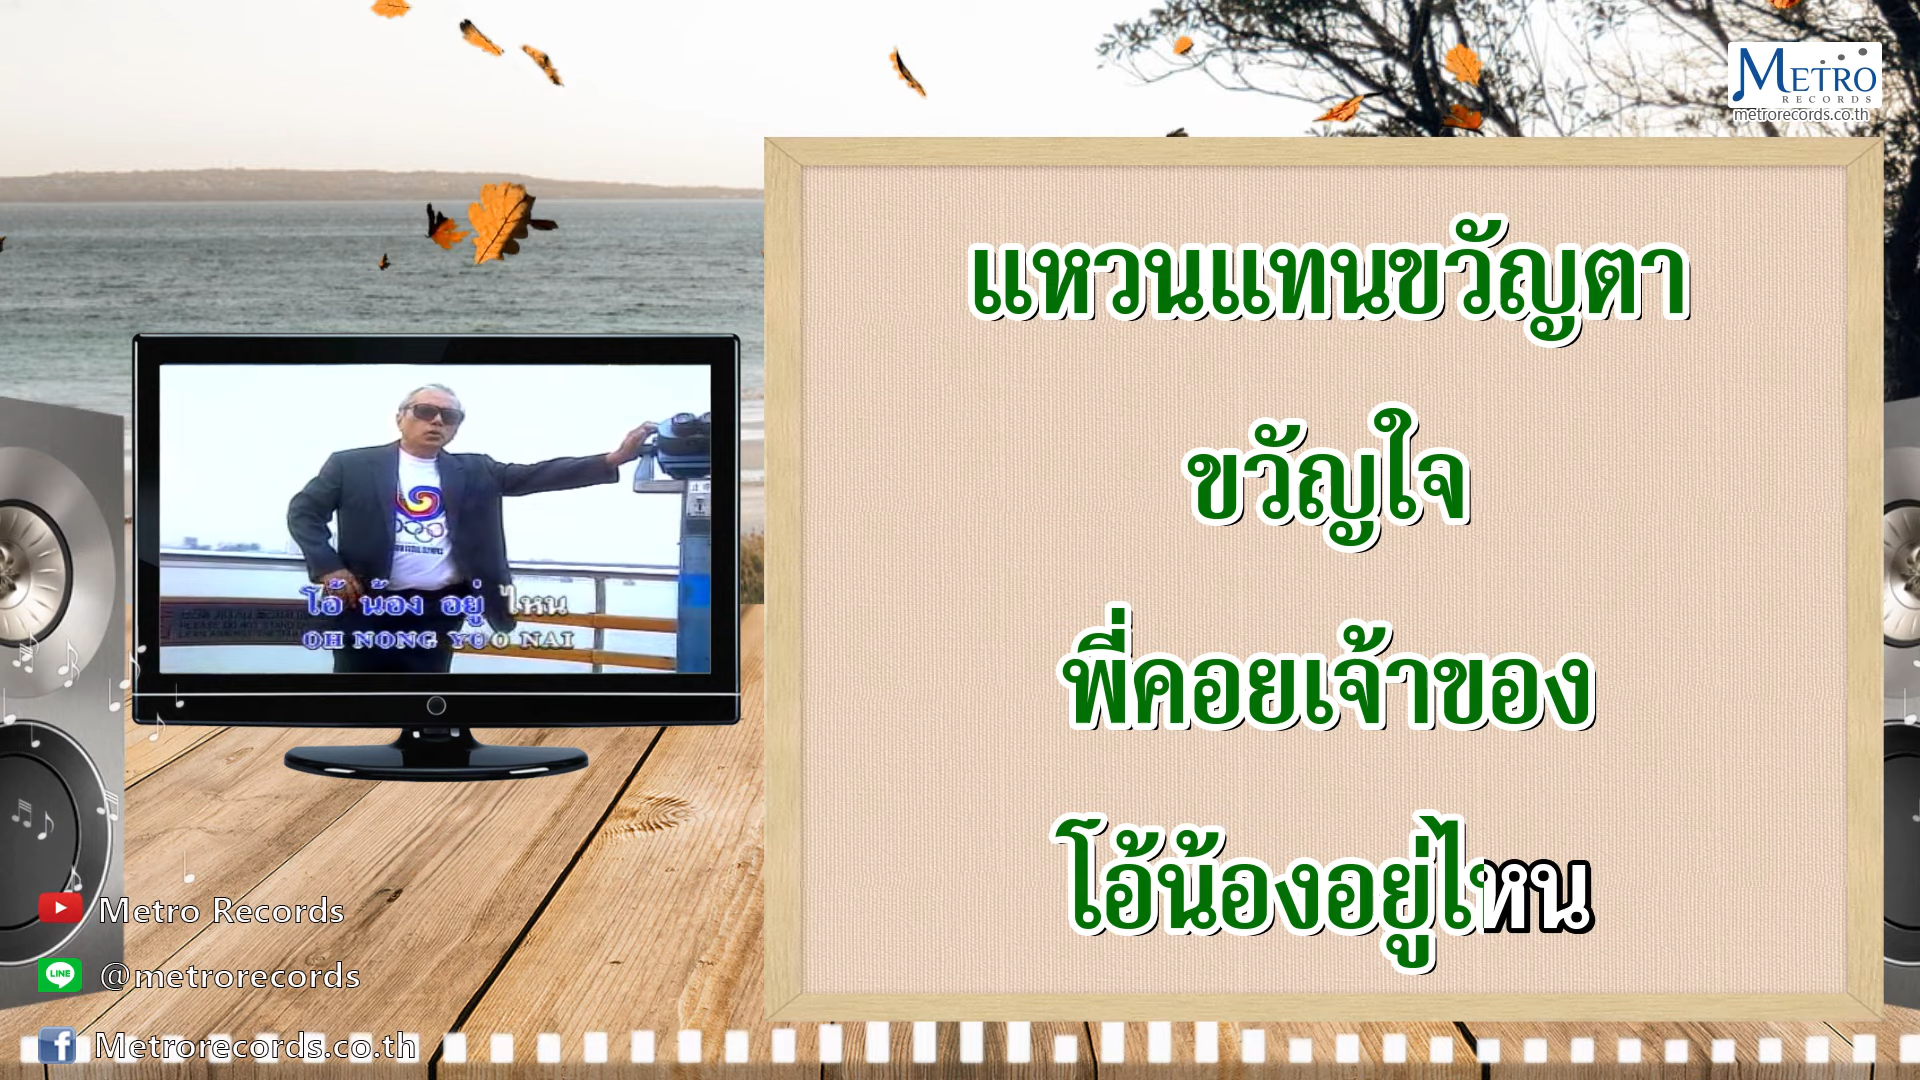 METRO
RECORDS
metrorecords.co.th
แหวนแทนขวัญตา
ขวัญใจ
พี่คอยเจ้าของ
โอ้น้องอยู่ไหน
โอ้ น้อง อยู่ ไหน
OH NONG YOO NAI
Metro Records
LINE
@metrorecords
Metrorecords.co.th